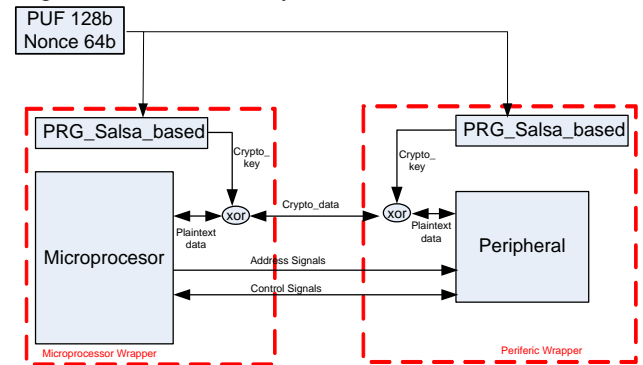 PUF 128b
Nonce 64b
PRG_Salsa_based
PRG_Salsa_based
Crypto_
key
Crypto_
key
Crypto_data
xor
xor
Plaintext
data
Plaintext
data
Microprocesor
Peripheral
Address Signals
Control Signals
Microprocessor Wrapper
Periferic Wrapper